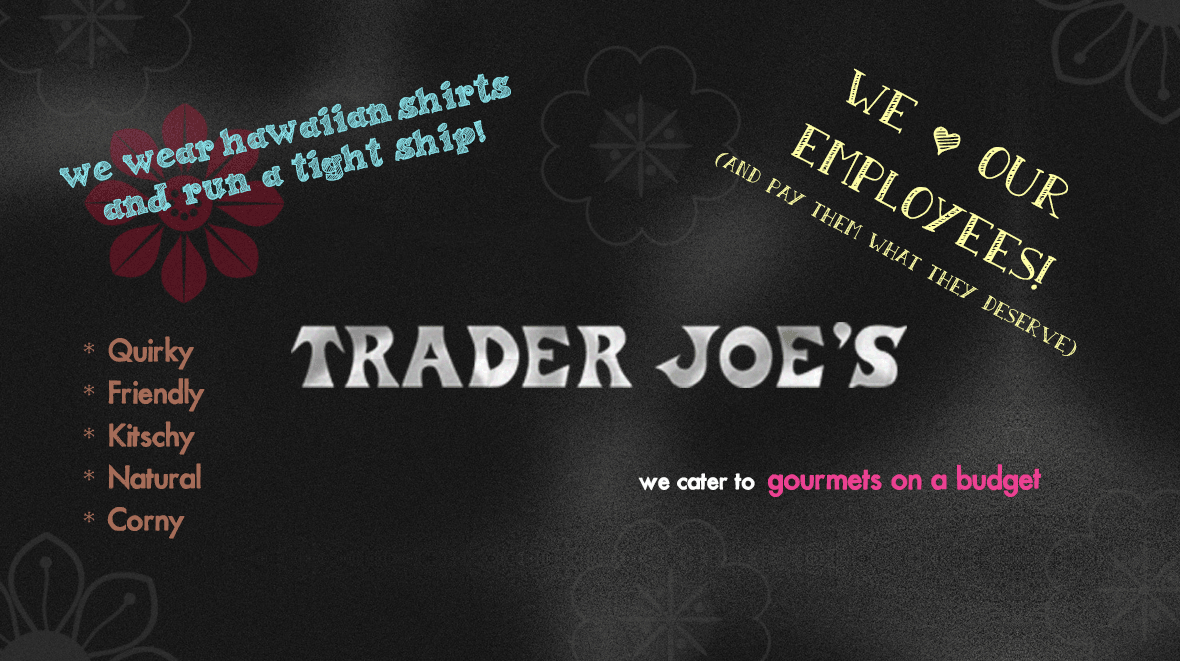 we wear hawaiian shirts
and run a tight ship!
WE ♥ OUR
EMPLOYEES!
(AND PAY THEM WHAT THEY DESERVE)
TRADER JOE'S
* Quirky
* Friendly
* Kitschy
* Natural
* Corny
we cater to gourmets on a budget